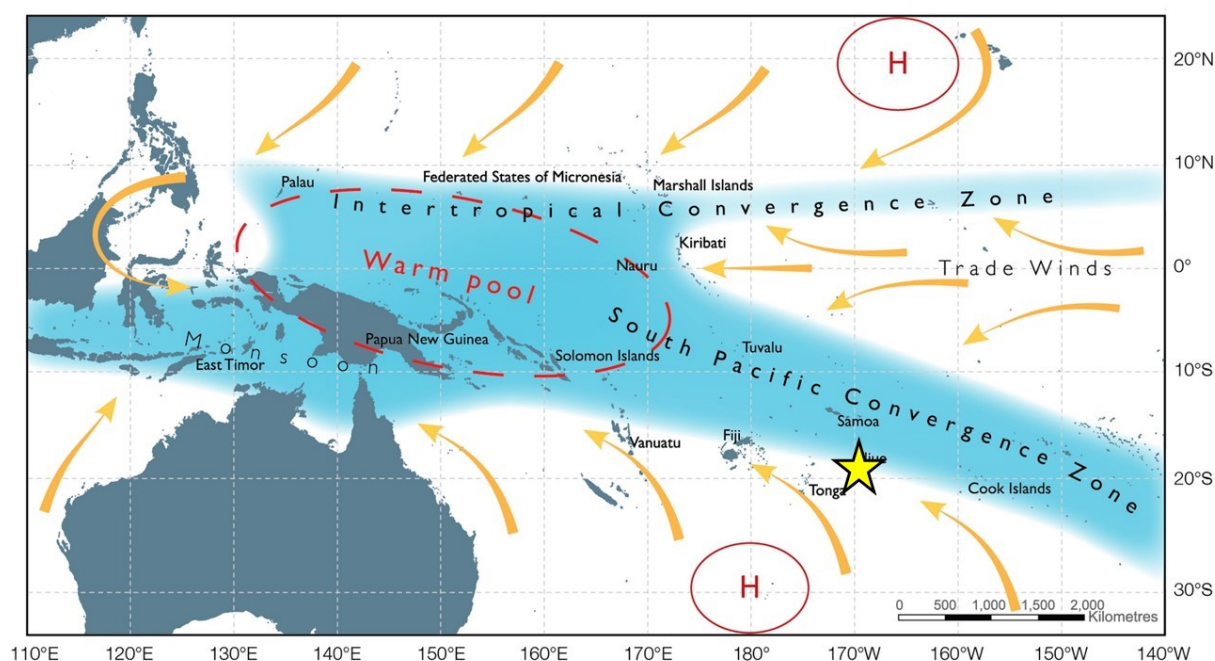 H
20°N
10°N
Palau
Federated States of Micronesia
Marshall Islands
Intertropical Convergence Zone
Kiribati
Warm pool
Nauru
Trade Winds
0°
South Pacific Convergence Zone
Monsoon
Papua New Guinea
East Timor
Solomon Islands
Tuvalu
10°S
Samoa
Vanuatu
Fiji
Tonga
Cook Islands
20°S
H
30°S
0 500 1,000 1,500 2,000
Kilometres
110°E 120°E 130°E 140°E 150°E 160°E 170°E 180° 170°W 160°W 150°W 140°W